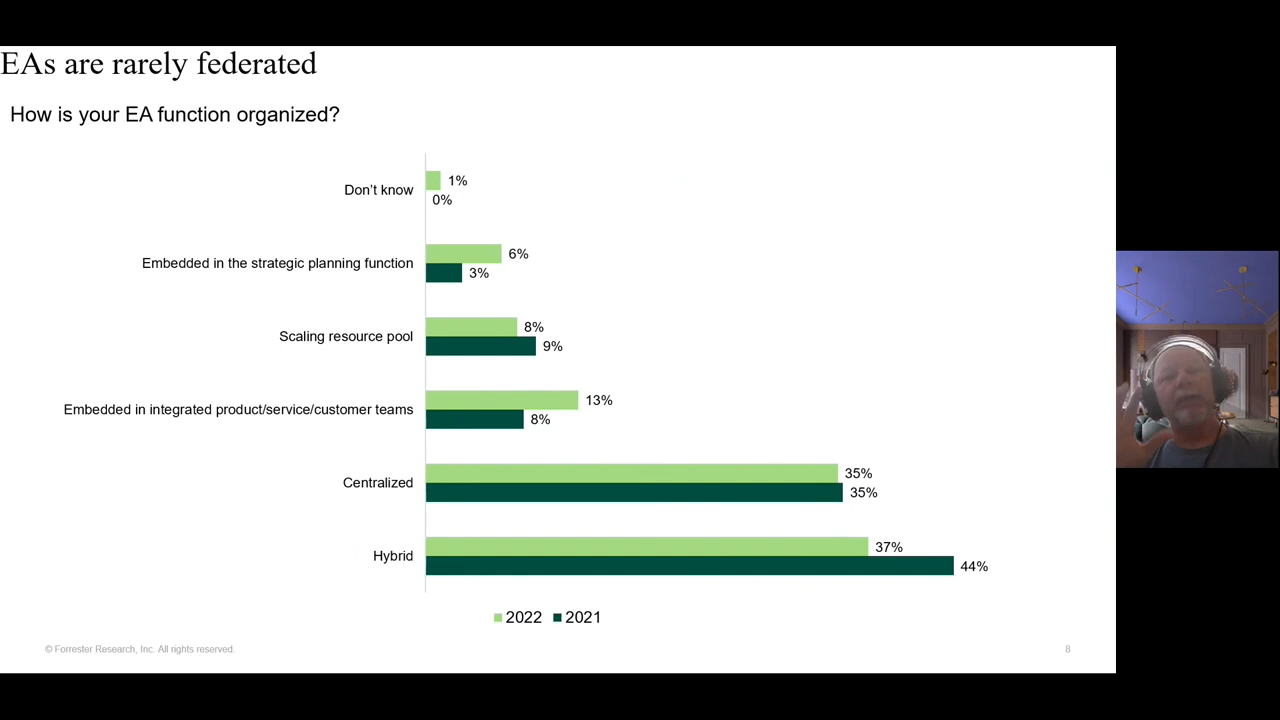 EAs are rarely federated
How is your EA function organized?
Don’t know
1%
0%
Embedded in the strategic planning function
6%
3%
Scaling resource pool
8%
9%
Embedded in integrated product/service/customer teams
13%
8%
Centralized
35%
35%
Hybrid
37%
44%
2022 2021
© Forrester Research, Inc. All rights reserved.
8